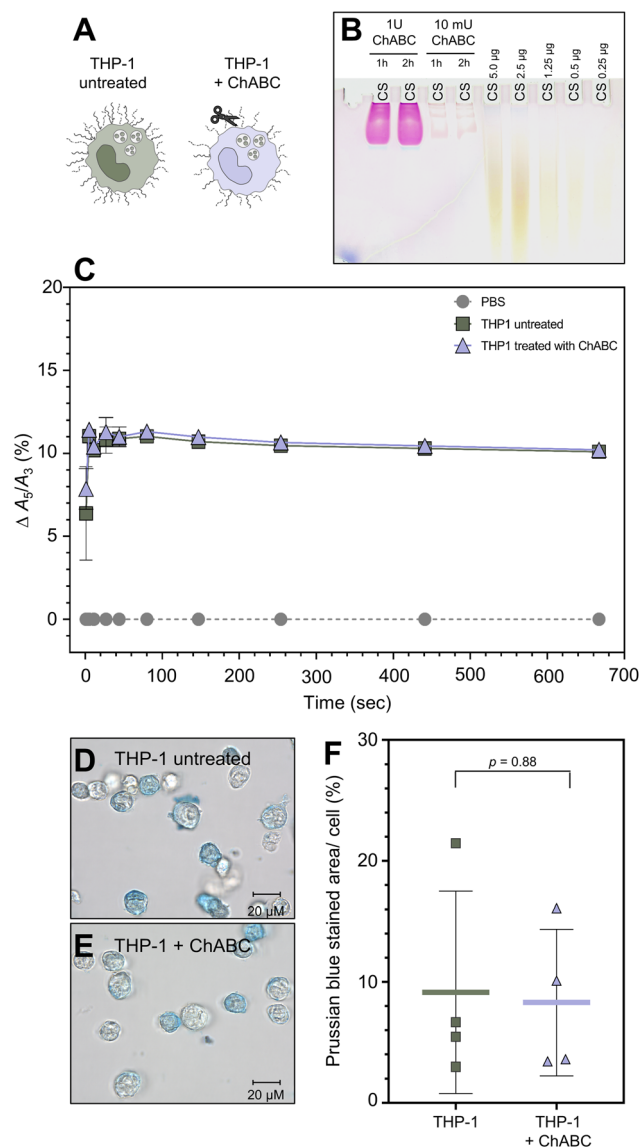 A
THP-1
untreated
THP-1
+ ChABC
B
1U
ChABC
10 mU
ChABC
1h
2h
1h
2h
CS
CS
CS
CS
CS 5.0 µg
CS 2.5 µg
CS 1.25 µg
CS 0.5 µg
CS 0.25 µg
C
20
15
10
5
0
Δ A5/A3 (%)
PBS
THP1 untreated
THP1 treated with ChABC
0 100 200 300 400 500 600 700
Time (sec)
D THP-1 untreated
20 µM
E THP-1 + ChABC
20 µM
F
30
20
10
0
Prussian blue stained area/ cell (%)
p = 0.88
THP-1
THP-1
+ ChABC